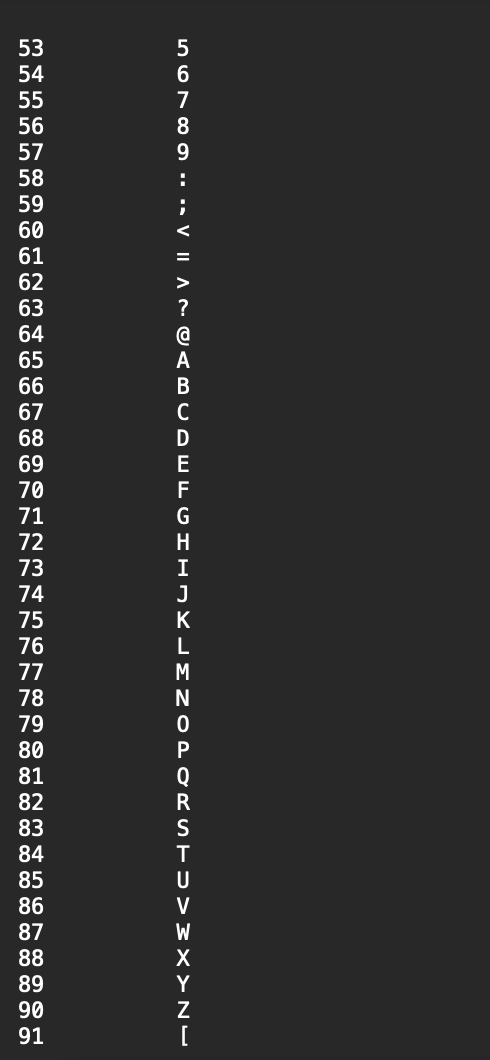 53 5
54 6
55 7
56 8
57 9
58 :
59 ;
60 <
61 =
62 >
63 ?
64 @
65 A
66 B
67 C
68 D
69 E
70 F
71 G
72 H
73 I
74 J
75 K
76 L
77 M
78 N
79 O
80 P
81 Q
82 R
83 S
84 T
85 U
86 V
87 W
88 X
89 Y
90 Z
91 [